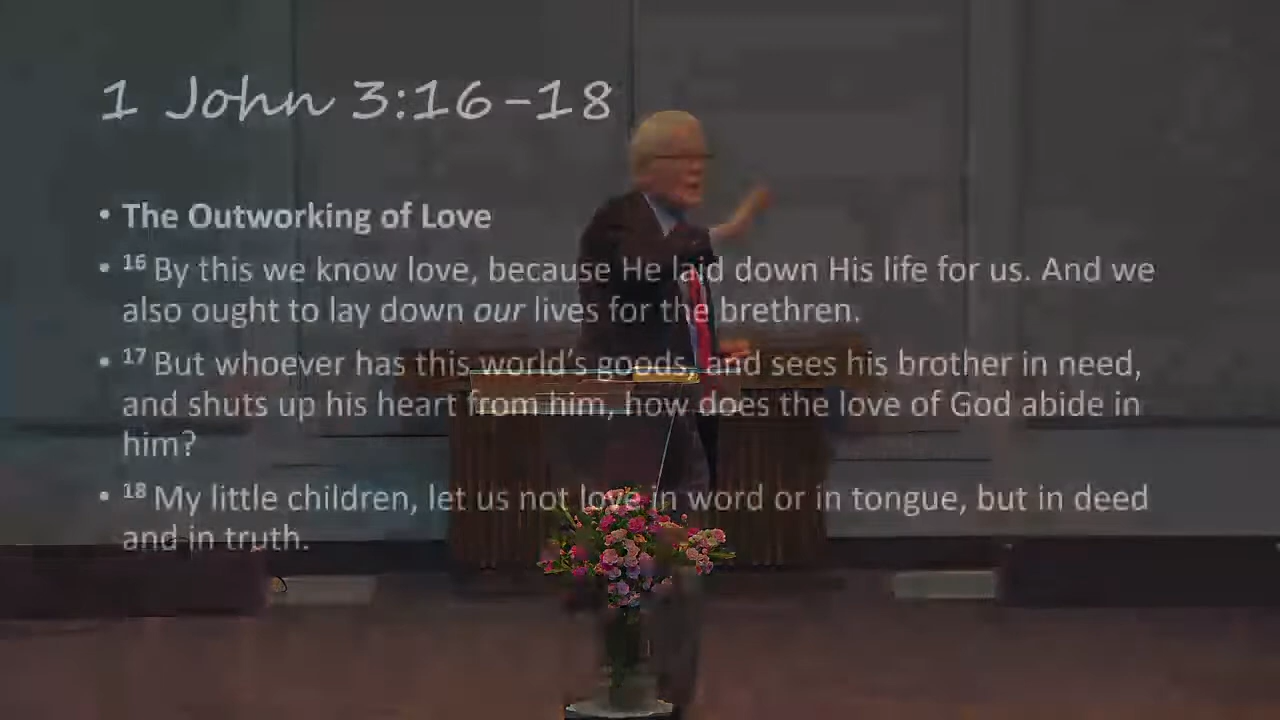 1 John 3:16-18
• The Outworking of Love
• 16 By this we know love, because He laid down His life for us. And we
also ought to lay down our lives for the brethren.
• 17 But whoever has this world’s goods, and sees his brother in need,
and shuts up his heart from him, how does the love of God abide in
him?
• 18 My little children, let us not love in word or in tongue, but in deed
and in truth.